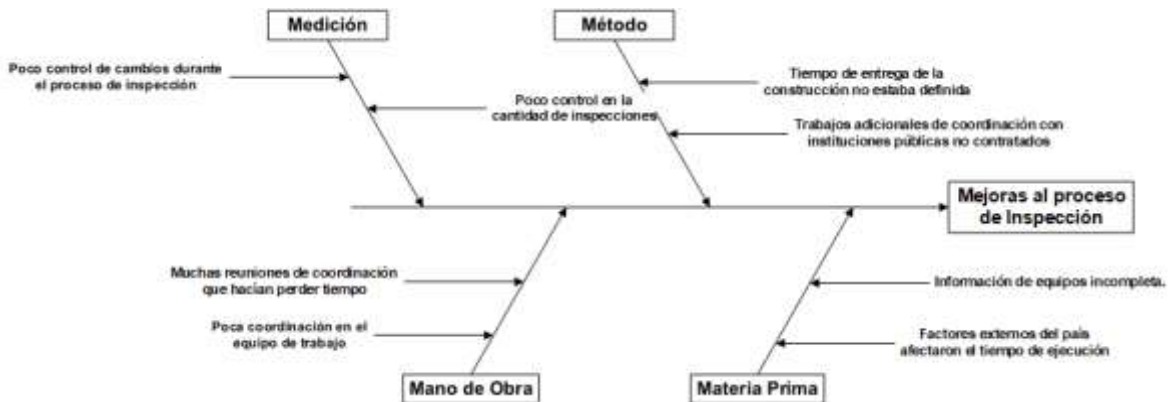 Medición
Método
Poco control de cambios durante
el proceso de inspección
Tiempo de entrega de la
construcción no estaba definida
Poco control en la
cantidad de inspecciones
Trabajos adicionales de coordinación con
instituciones públicas no contratados
Mejoras al proceso
de Inspección
Muchas reuniones de coordinación
que hacían perder tiempo
Información de equipos incompleta.
Poca coordinación en el
equipo de trabajo
Factores externos del país
afectaron el tiempo de ejecución
Mano de Obra
Materia Prima